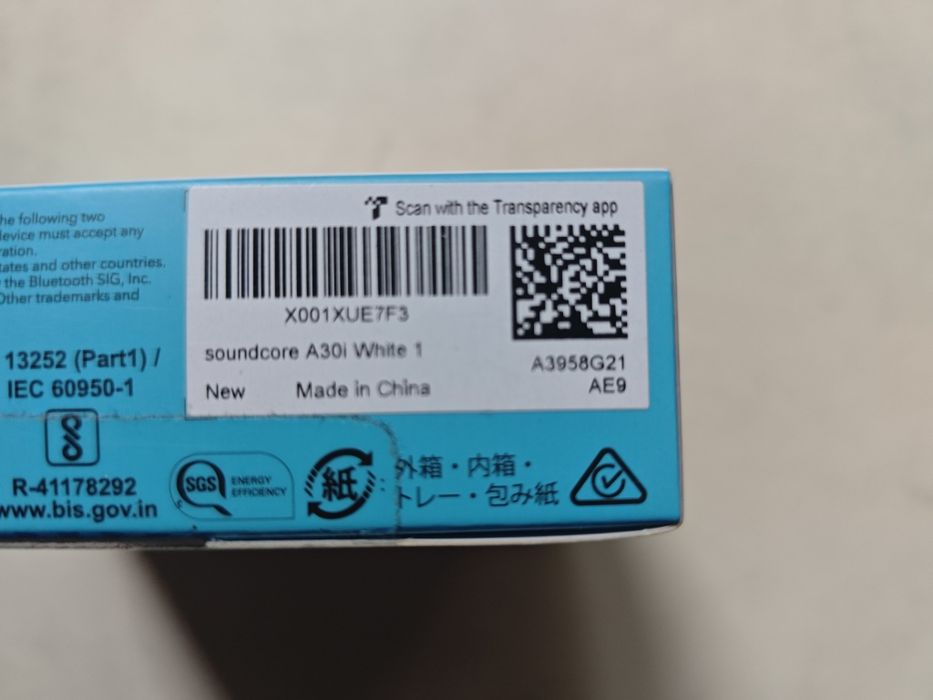 he following two
evice must accept any
ration.
tates and other countries.
the Bluetooth SIG, Inc.
Other trademarks and
13252 (Part1) /
IEC 60950-1
R-41178292
www.bis.gov.in
Scan with the Transparency app
X001XUE7F3
soundcore A30i White 1
New Made in China
A3958G21
AE9
SGS ENERGY
EFFICIENCY
紙
外箱・内箱・
トレー・包み紙